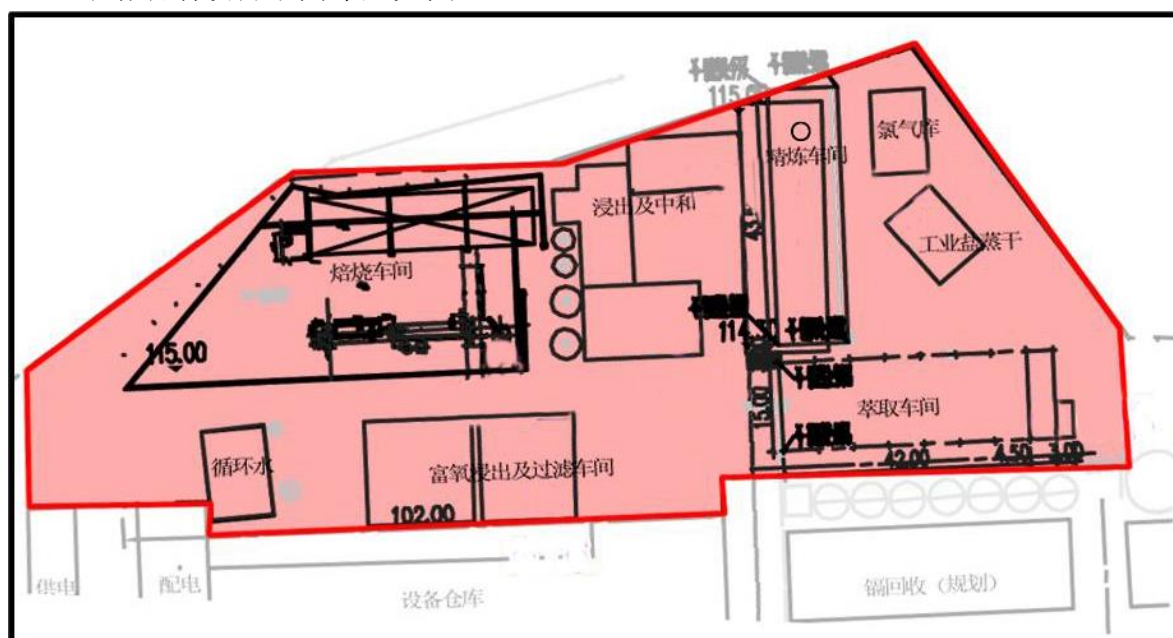 115.00
氯气库
精炼车间
浸出及中和
工业盐蒸干
焙烧车间
115.00
萃取车间
15.00
42.00
4.50
循环水
富氧浸出及过滤车间
102.00
供电
配电
设备仓库
镉回收（规划）